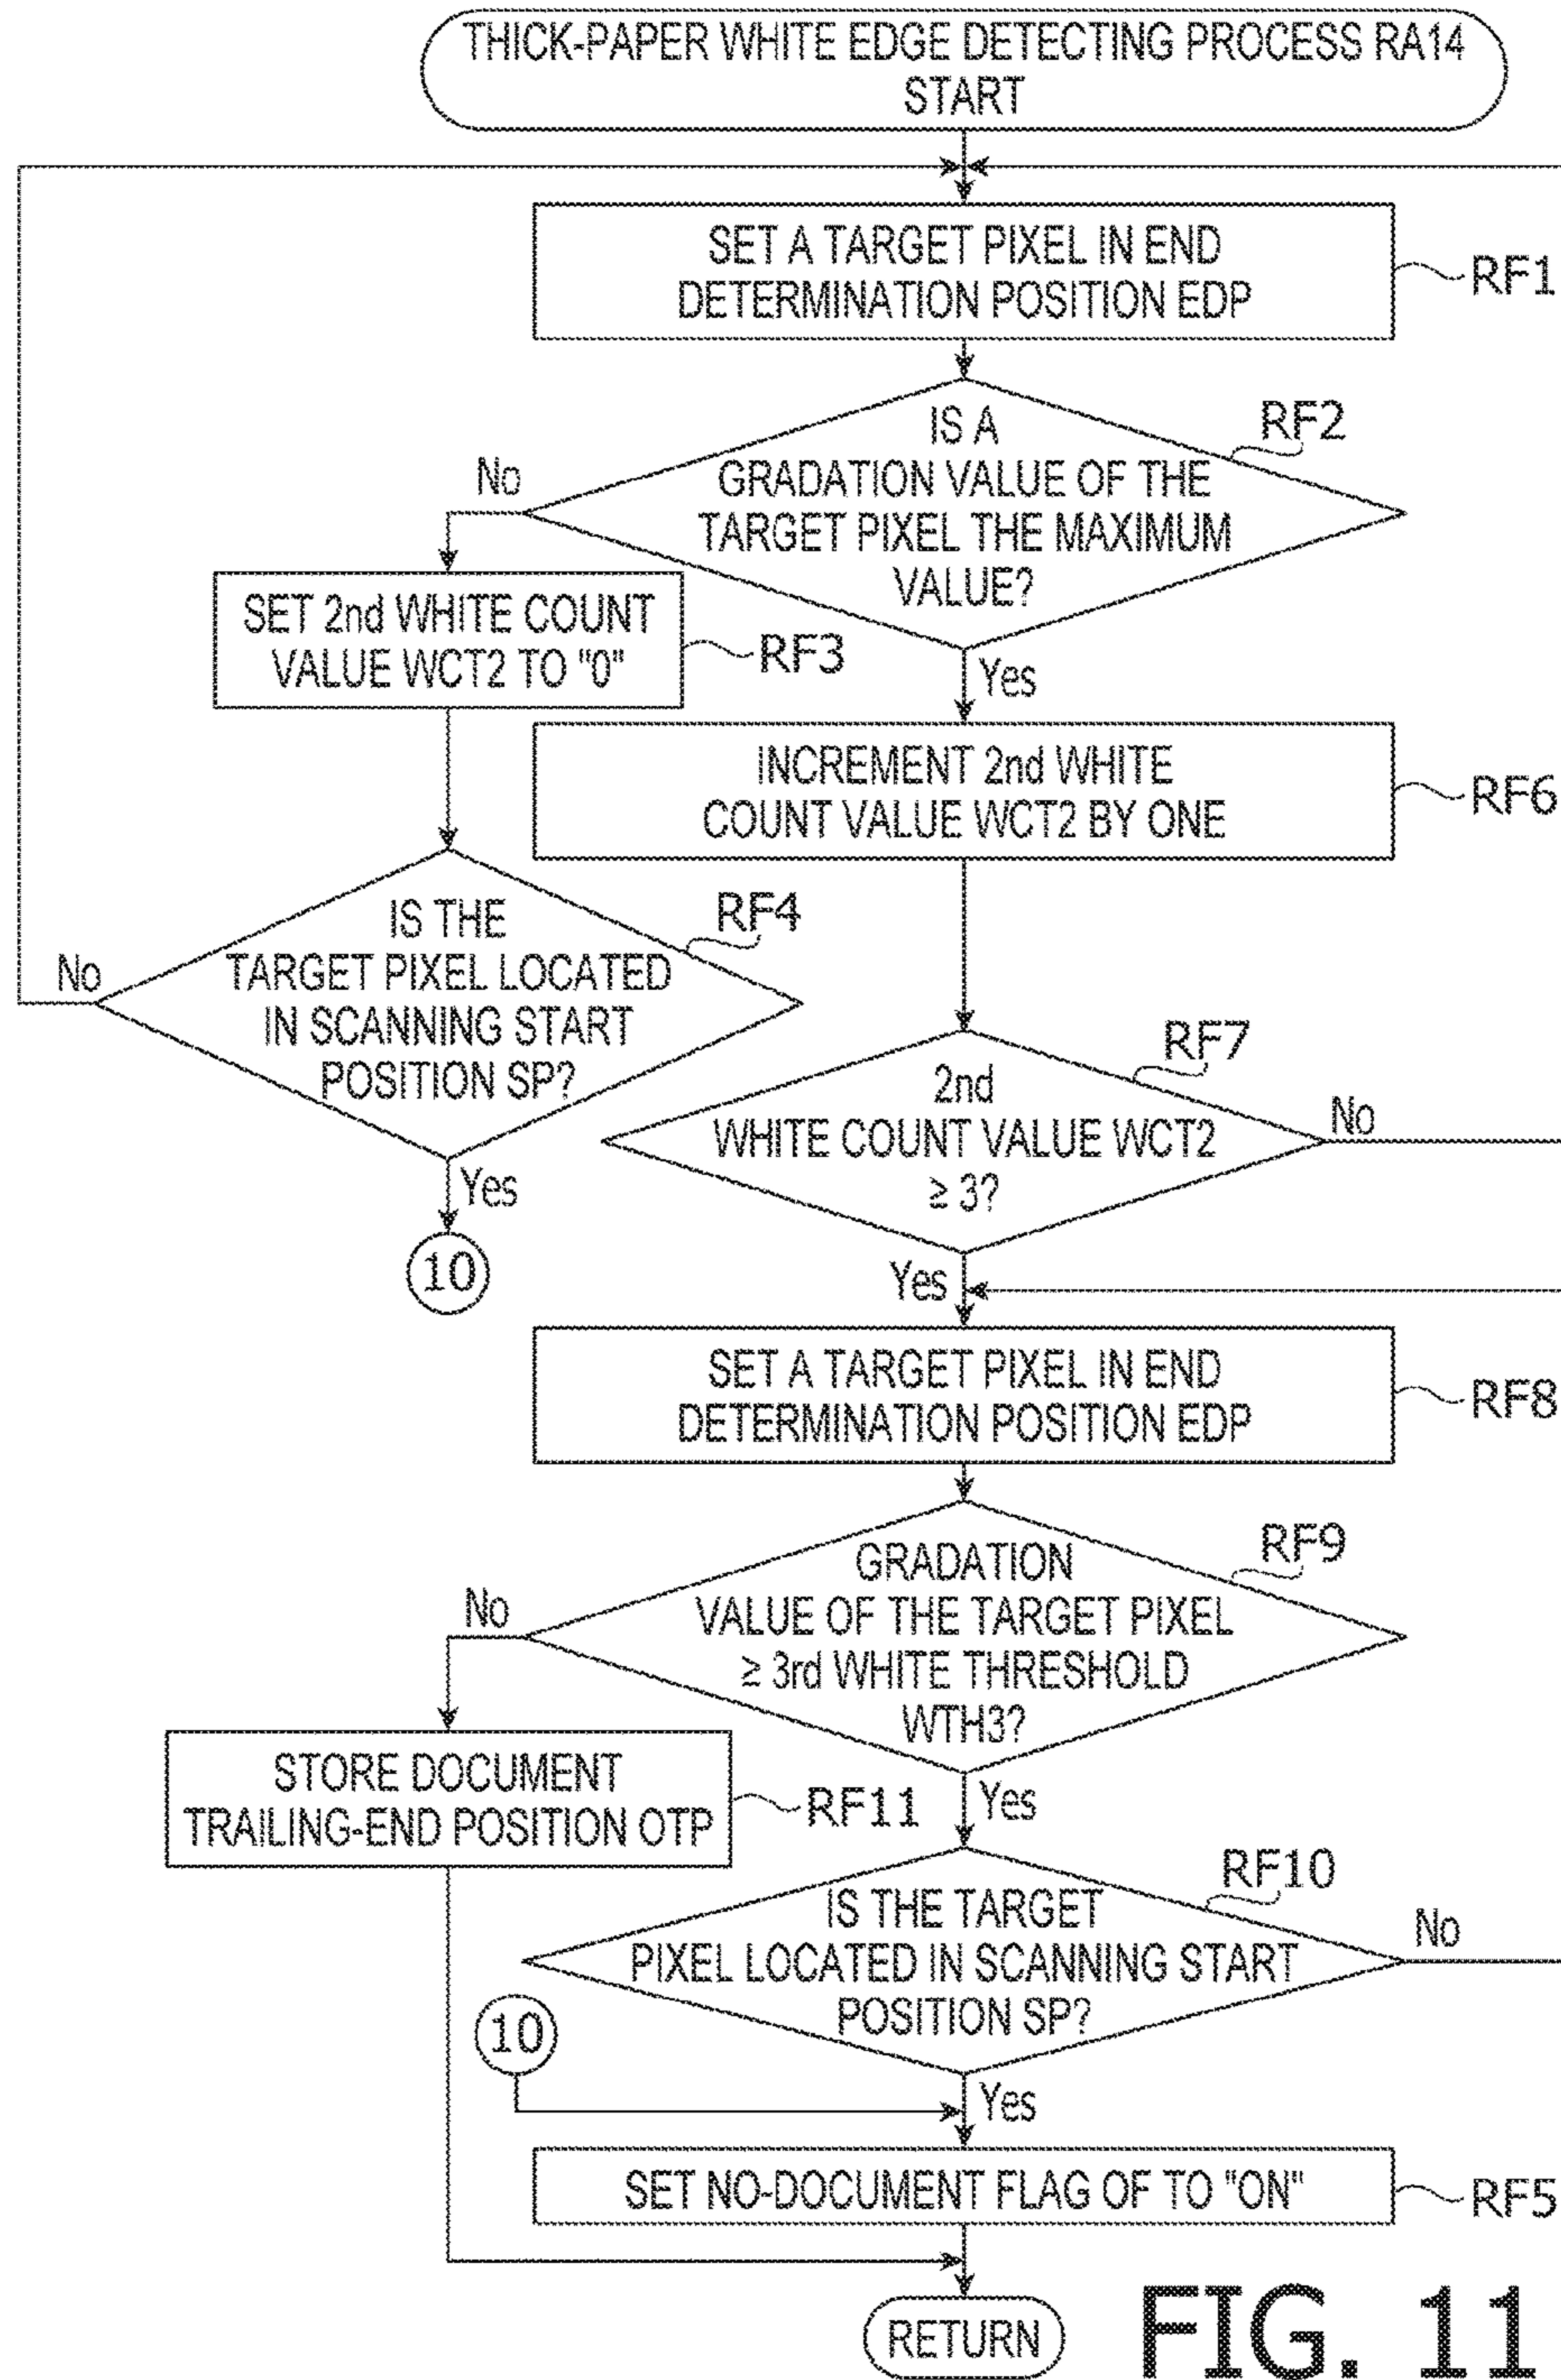 THICK-PAPER WHITE EDGE DETECTING PROCESS RA14
START
SET A TARGET PIXEL IN END
DETERMINATION POSITION EDP
RF1
IS A
GRADATION VALUE OF THE
TARGET PIXEL THE MAXIMUM
VALUE?
RF2
No
Yes
SET 2nd WHITE COUNT
VALUE WCT2 TO "0"
RF3
INCREMENT 2nd WHITE
COUNT VALUE WCT2 BY ONE
RF6
IS THE
TARGET PIXEL LOCATED
IN SCANNING START
POSITION SP?
RF4
No
Yes
10
2nd
WHITE COUNT VALUE WCT2
≥ 3?
RF7
No
Yes
SET A TARGET PIXEL IN END
DETERMINATION POSITION EDP
RF8
GRADATION
VALUE OF THE TARGET PIXEL
≥ 3rd WHITE THRESHOLD
WTH3?
RF9
No
Yes
STORE DOCUMENT
TRAILING-END POSITION OTP
RF11
IS THE TARGET
PIXEL LOCATED IN SCANNING START
POSITION SP?
RF10
No
10
Yes
SET NO-DOCUMENT FLAG OF TO "ON"
RF5
RETURN
FIG. 11